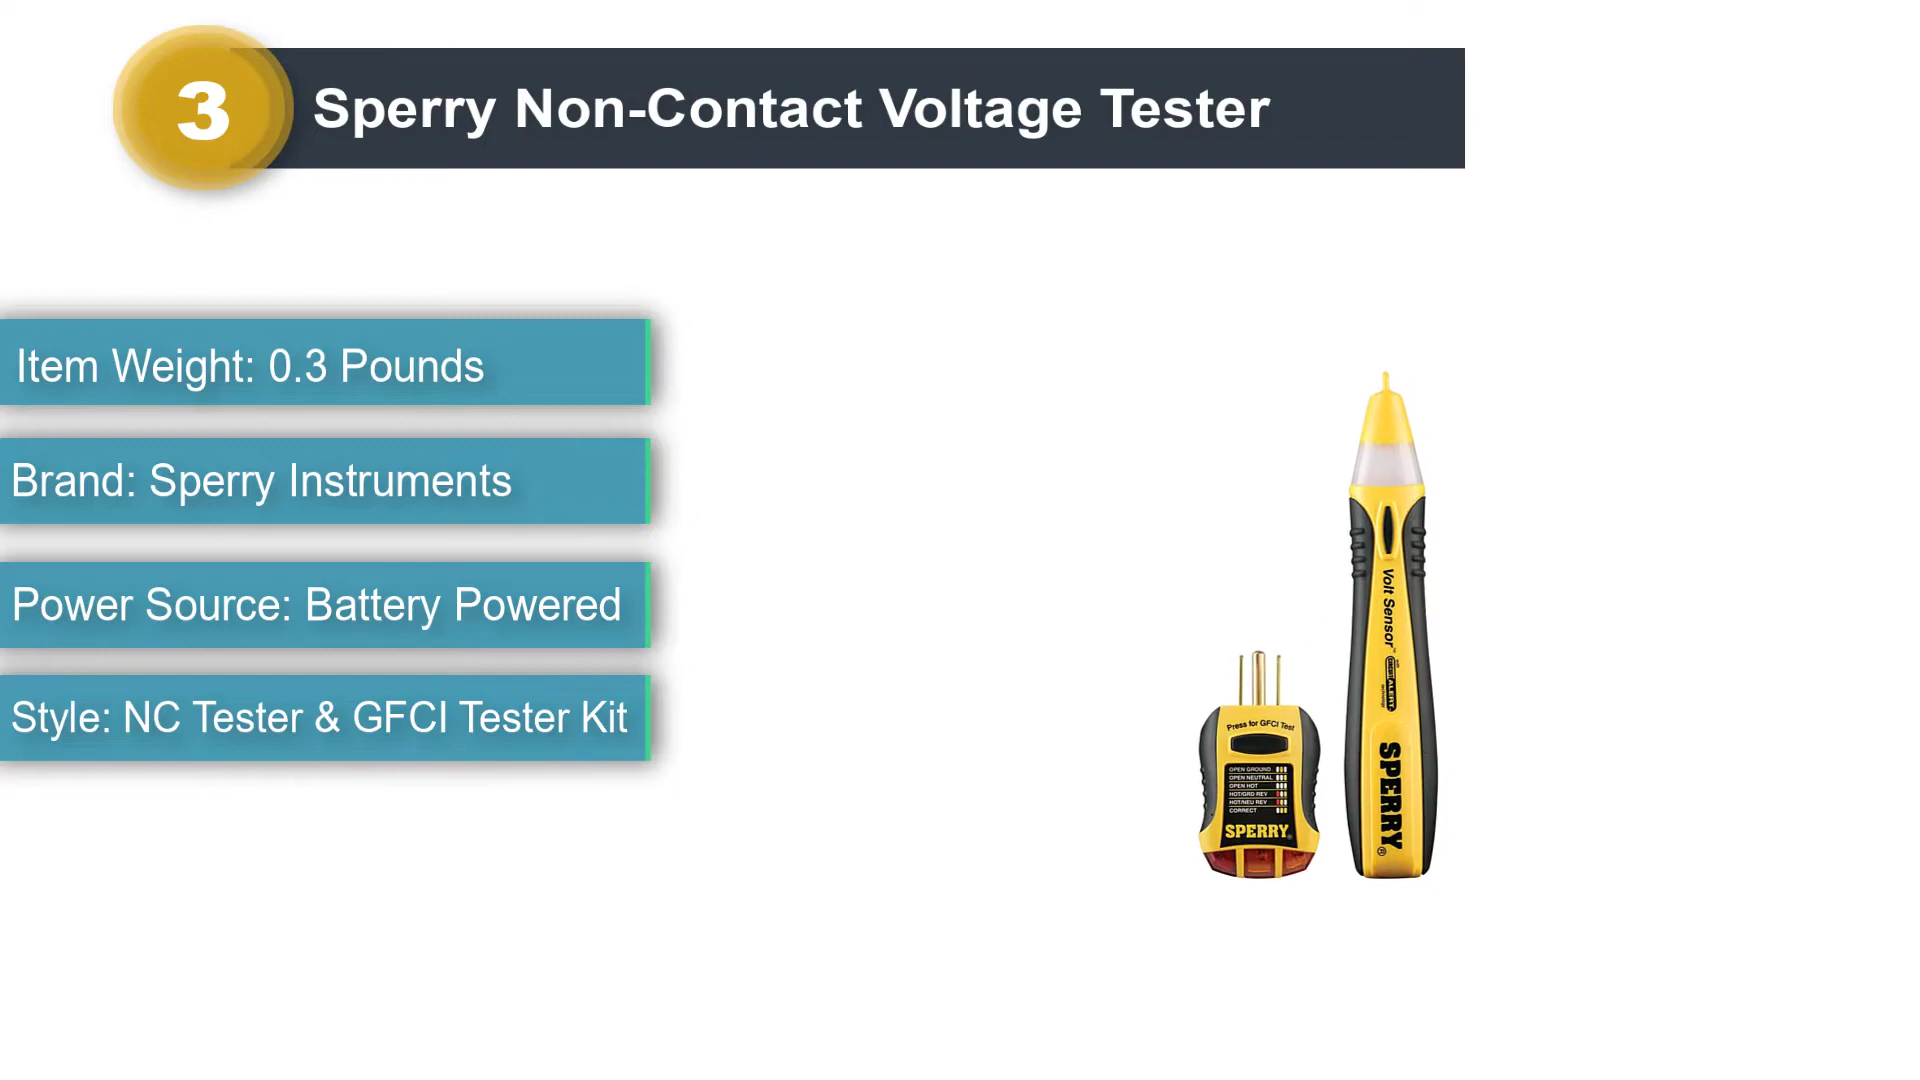 3
Sperry Non-Contact Voltage Tester
Item Weight: 0.3 Pounds
Brand: Sperry Instruments
Power Source: Battery Powered
Style: NC Tester & GFCI Tester Kit
Press for GFCI Test
OPEN GROUND
OPEN NEUTRAL
OPEN HOT
HOT/GRD REV
HOT/NEU REV
CORRECT
SPERRY®
Volt Sensor™
ALERT
SPERRY®